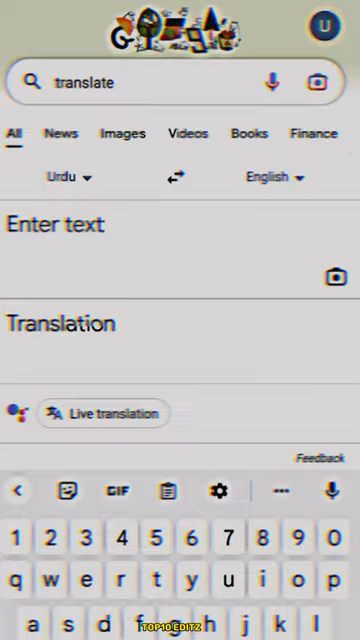 U
translate
All News Images Videos Books Finance
Urdu English
Enter text
Translation
Live translation
Feedback
GIF
1 2 3 4 5 6 7 8 9 0
q w e r t y u i o p
a s d f g h j k l
TOP10 EDITZ